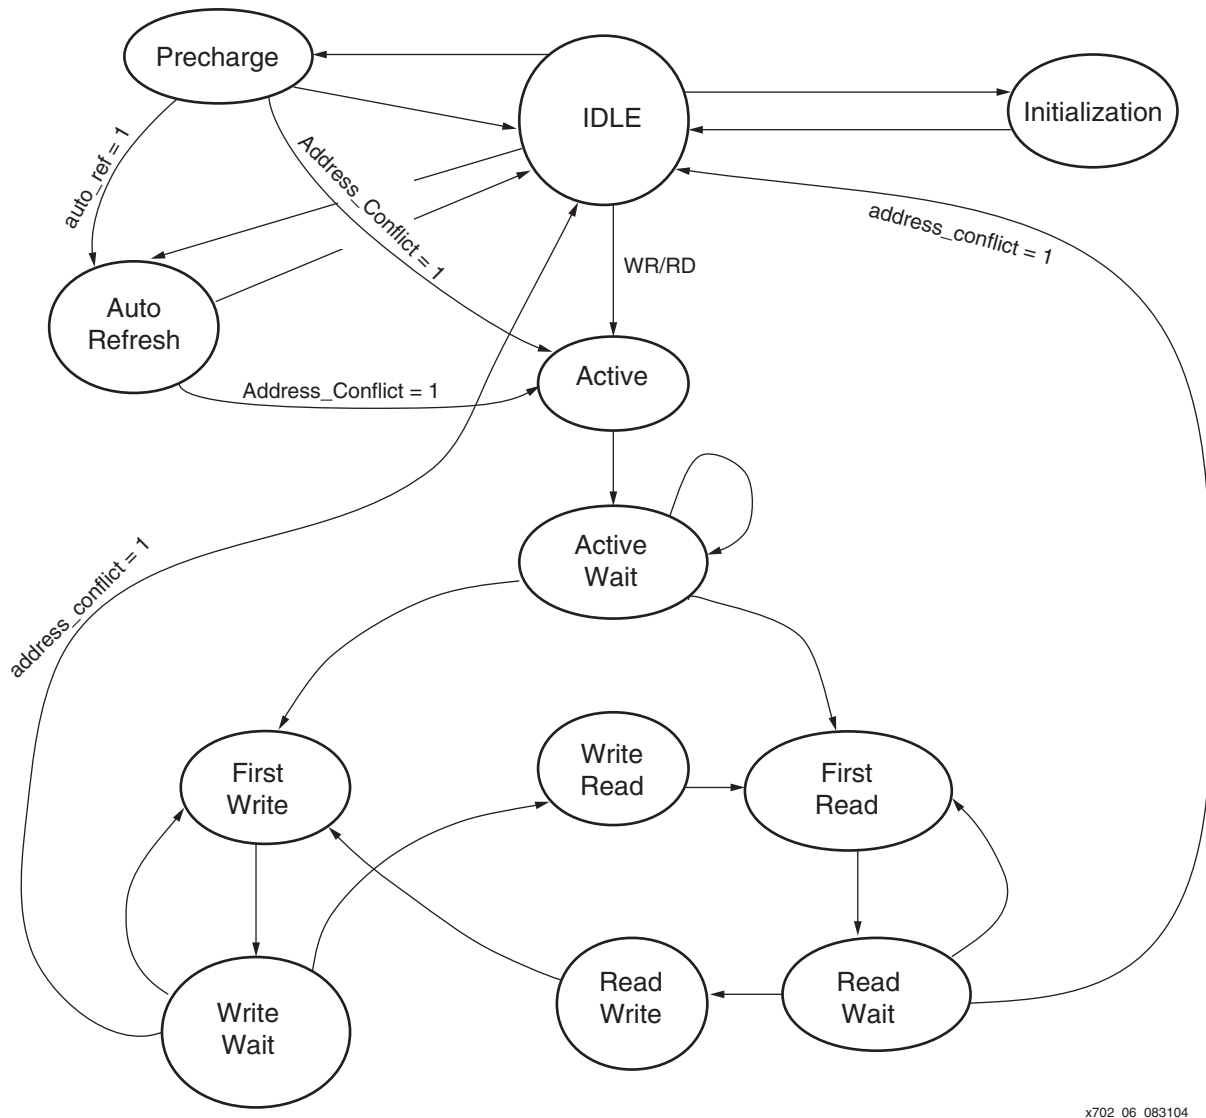 Precharge
IDLE
Initialization
auto_ref = 1
Address_Conflict = 1
address_conflict = 1
WR/RD
Auto
Refresh
Address_Conflict = 1
Active
Active
Wait
address_conflict = 1
First
Write
Write
Read
First
Read
Write
Wait
Read
Write
Read
Wait
x702_06_083104